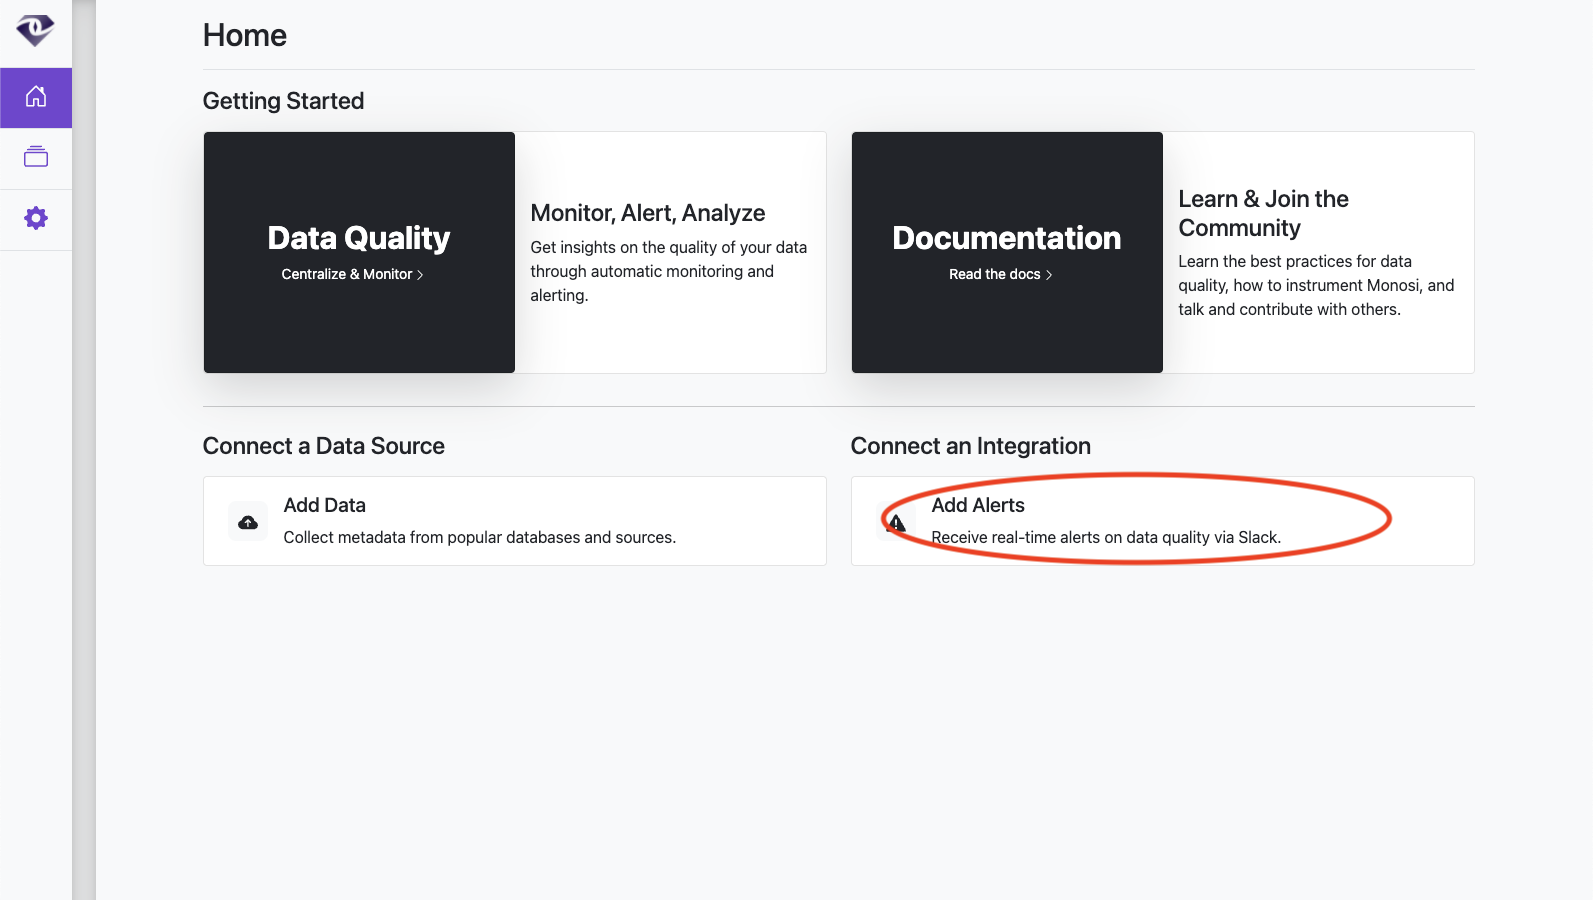 Home
Getting Started
Data Quality
Centralize & Monitor
Monitor, Alert, Analyze
Get insights on the quality of your data
through automatic monitoring and
alerting.
Documentation
Read the docs
Learn & Join the
Community
Learn the best practices for data
quality, how to instrument Monosi, and
talk and contribute with others.
Connect a Data Source
Add Data
Collect metadata from popular databases and sources.
Connect an Integration
Add Alerts
Receive real-time alerts on data quality via Slack.